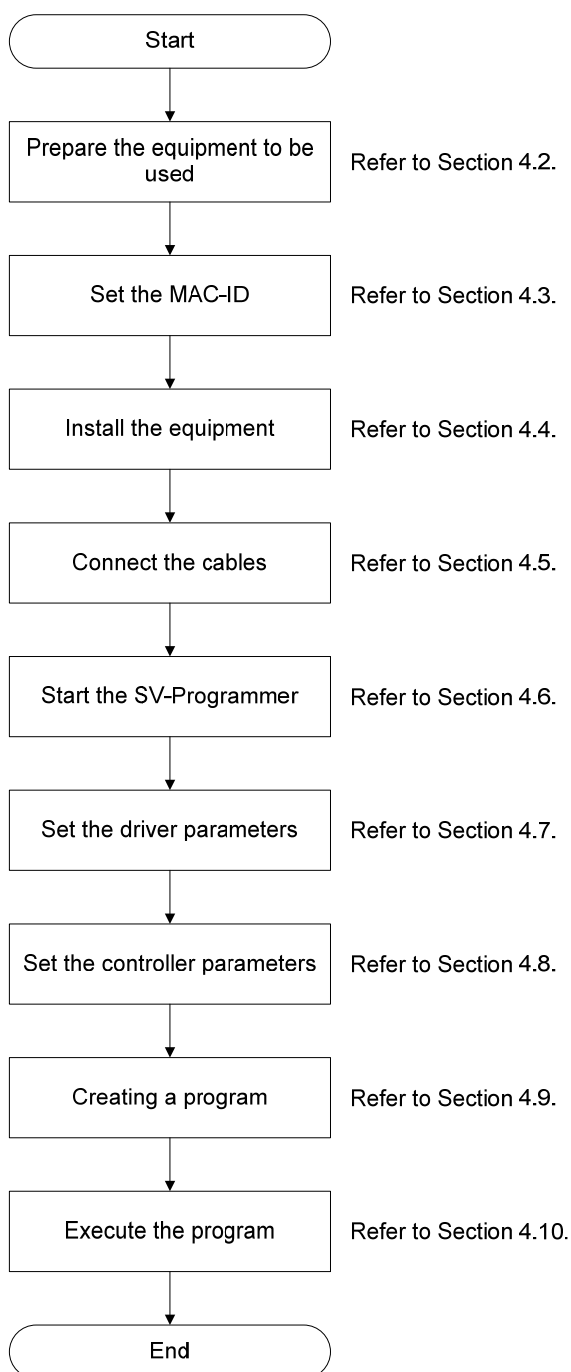 Start
Prepare the equipment to be
used
Refer to Section 4.2.
Set the MAC-ID
Refer to Section 4.3.
Install the equipment
Refer to Section 4.4.
Connect the cables
Refer to Section 4.5.
Start the SV-Programmer
Refer to Section 4.6.
Set the driver parameters
Refer to Section 4.7.
Set the controller parameters
Refer to Section 4.8.
Creating a program
Refer to Section 4.9.
Execute the program
Refer to Section 4.10.
End